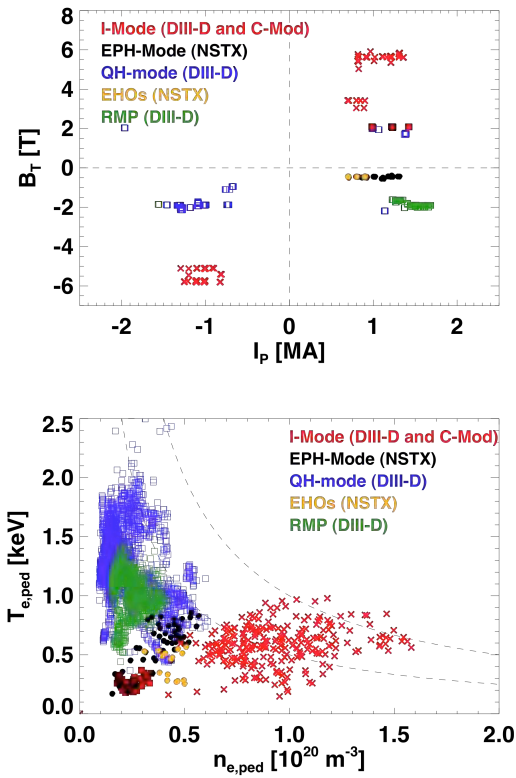 I-Mode (DIII-D and C-Mod)
EPH-Mode (NSTX)
QH-mode (DIII-D)
EHOs (NSTX)
RMP (DIII-D)
8
6
4
2
0
-2
-4
-6
B_T [T]
-2 -1 0 1 2
I_P [MA]
I-Mode (DIII-D and C-Mod)
EPH-Mode (NSTX)
QH-mode (DIII-D)
EHOs (NSTX)
RMP (DIII-D)
2.5
2.0
1.5
1.0
0.5
0.0
T_e,ped [keV]
0.0 0.5 1.0 1.5 2.0
n_e,ped [10^20 m^-3]